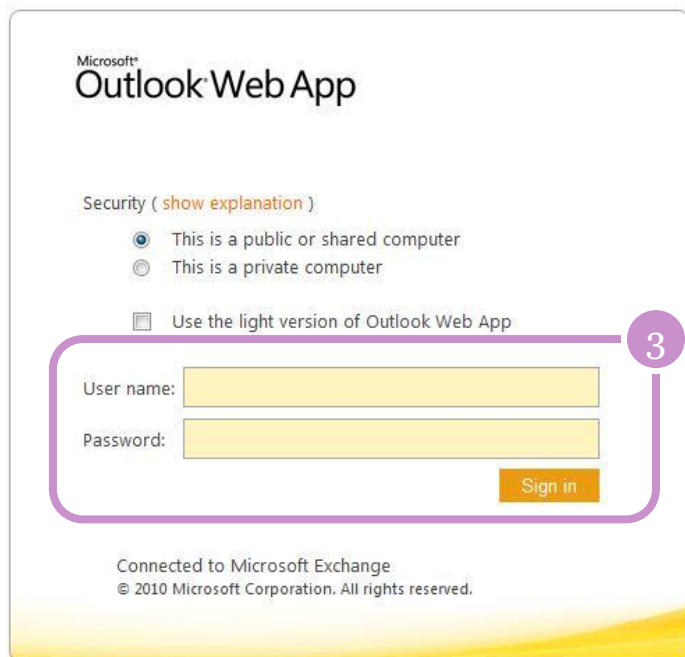 Microsoft®
Outlook® Web App
Security ( show explanation )
This is a public or shared computer
This is a private computer
Use the light version of Outlook Web App
3
User name:
Password:
Sign in
Connected to Microsoft Exchange
© 2010 Microsoft Corporation. All rights reserved.